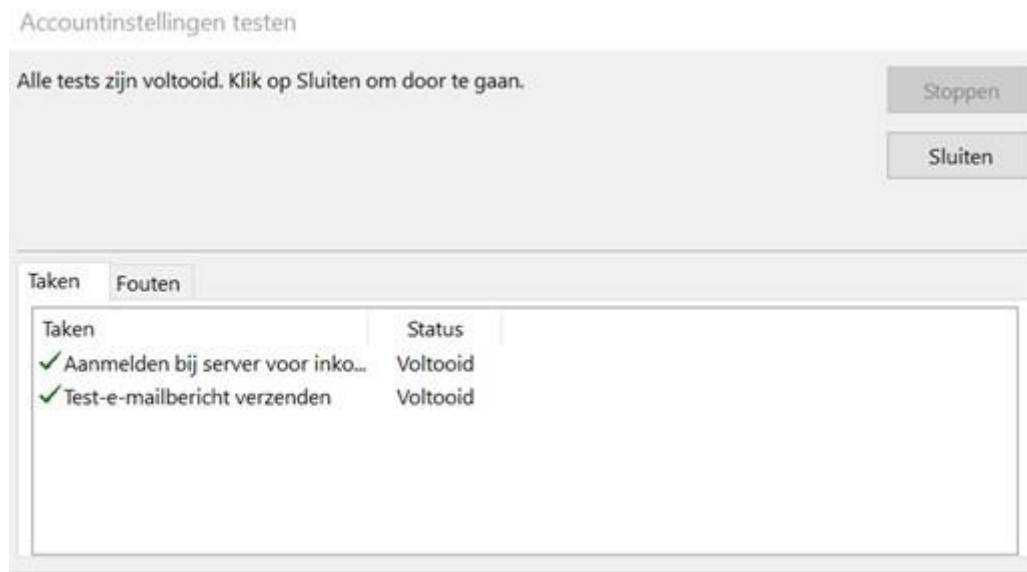 Accountinstellingen testen
Alle tests zijn voltooid. Klik op Sluiten om door te gaan.
Stoppen
Sluiten
Taken Fouten
Taken Status
Aanmelden bij server voor inko... Voltooid
Test-e-mailbericht verzenden Voltooid